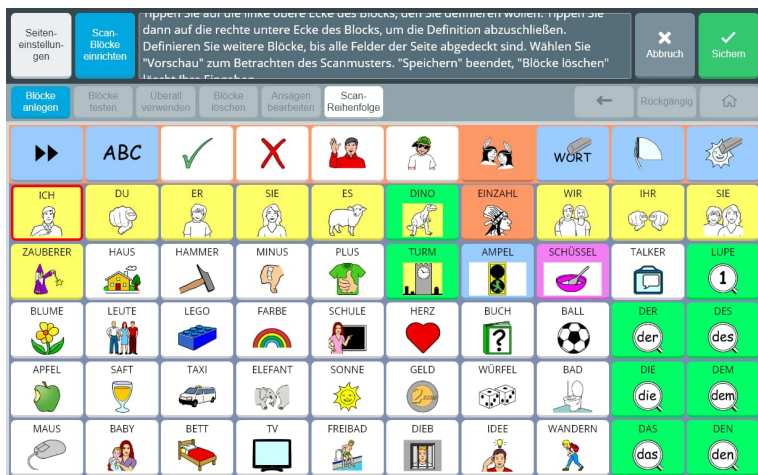 Seiten-
einstellun-
gen
Scan-
Blöcke
einrichten
Tippen Sie auf die linke obere Ecke des Blocks, den Sie definieren wollen. Tippen Sie
dann auf die rechte untere Ecke des Blocks, um die Definition abzuschließen.
Definieren Sie weitere Blöcke, bis alle Felder der Seite abgedeckt sind. Wählen Sie
"Vorschau" zum Betrachten des Scanmusters. "Speichern" beendet, "Blöcke löschen"
löscht Ihre Eingaben.
Abbruch
Sichern
Blöcke
anlegen
Blöcke
testen
Überall
verwenden
Blöcke
löschen
Ansagen
bearbeiten
Scan-
Reihenfolge
Rückgängig
ABC
WORT
ICH DU ER SIE ES DINO EINZAHL WIR IHR SIE
ZAUBERER HAUS HAMMER MINUS PLUS TURM AMPEL SCHÜSSEL TALKER LUPE
1
BLUME LEUTE LEGO FARBE SCHULE HERZ BUCH BALL DER DES
? der des
APFEL SAFT TAXI ELEFANT SONNE GELD WÜRFEL BAD DIE DEM
die dem
MAUS BABY BETT TV FREIBAD DIEB IDEE WANDERN DAS DEN
das den